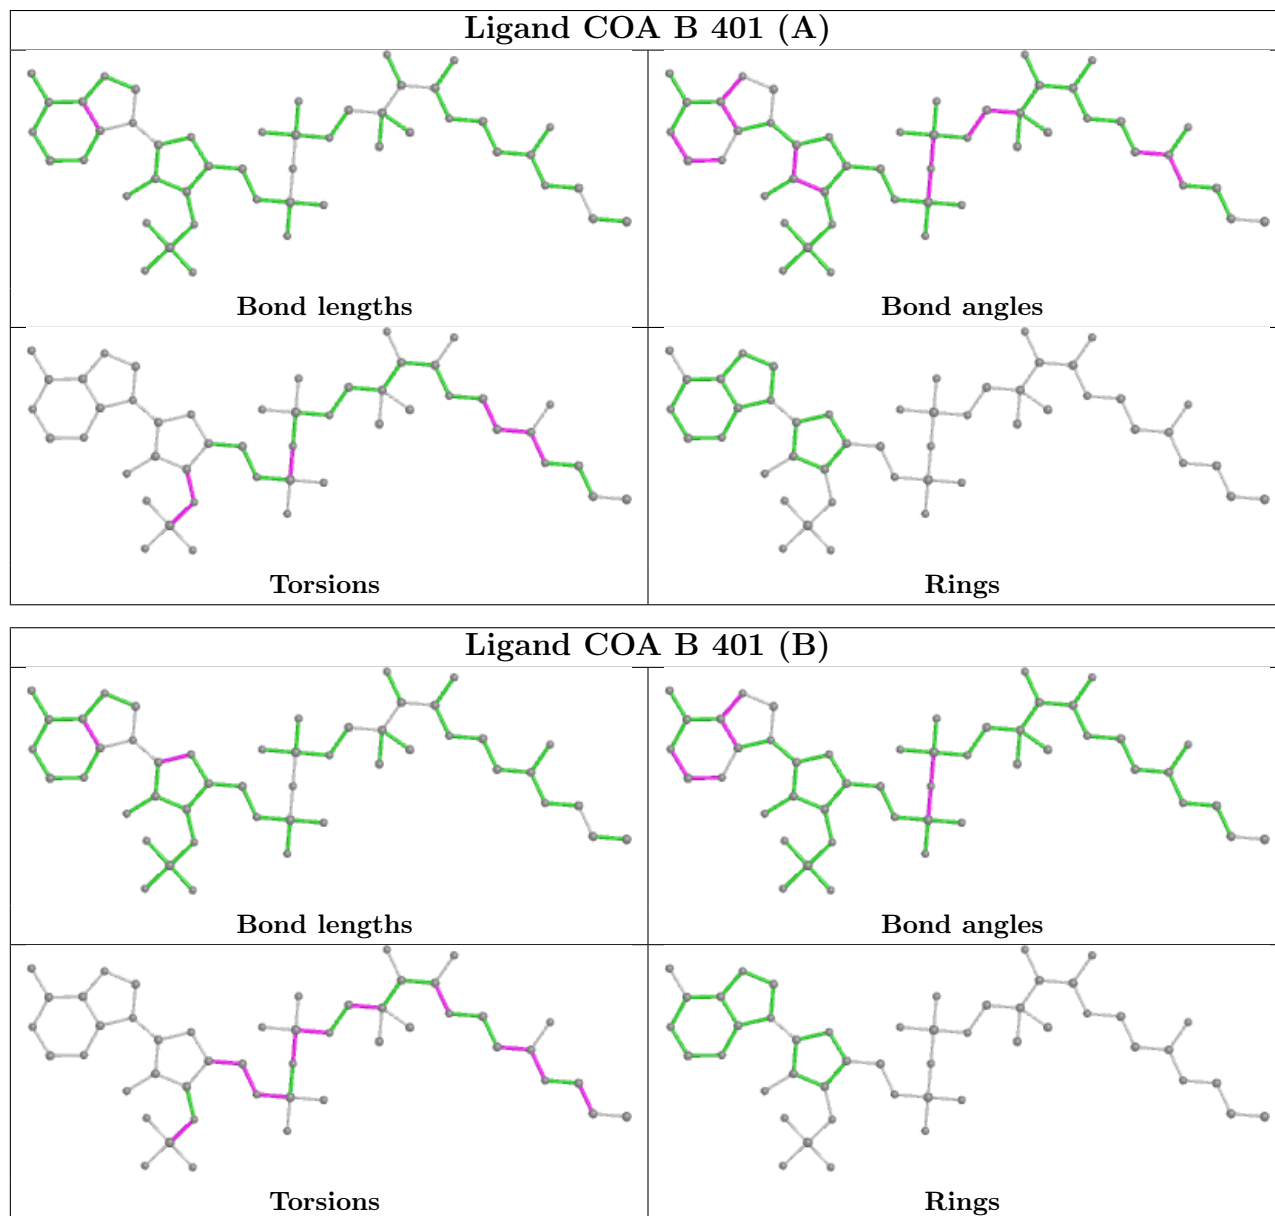 Ligand COA B 401 (A)
Bond lengths
Bond angles
Torsions
Rings
Ligand COA B 401 (B)
Bond lengths
Bond angles
Torsions
Rings